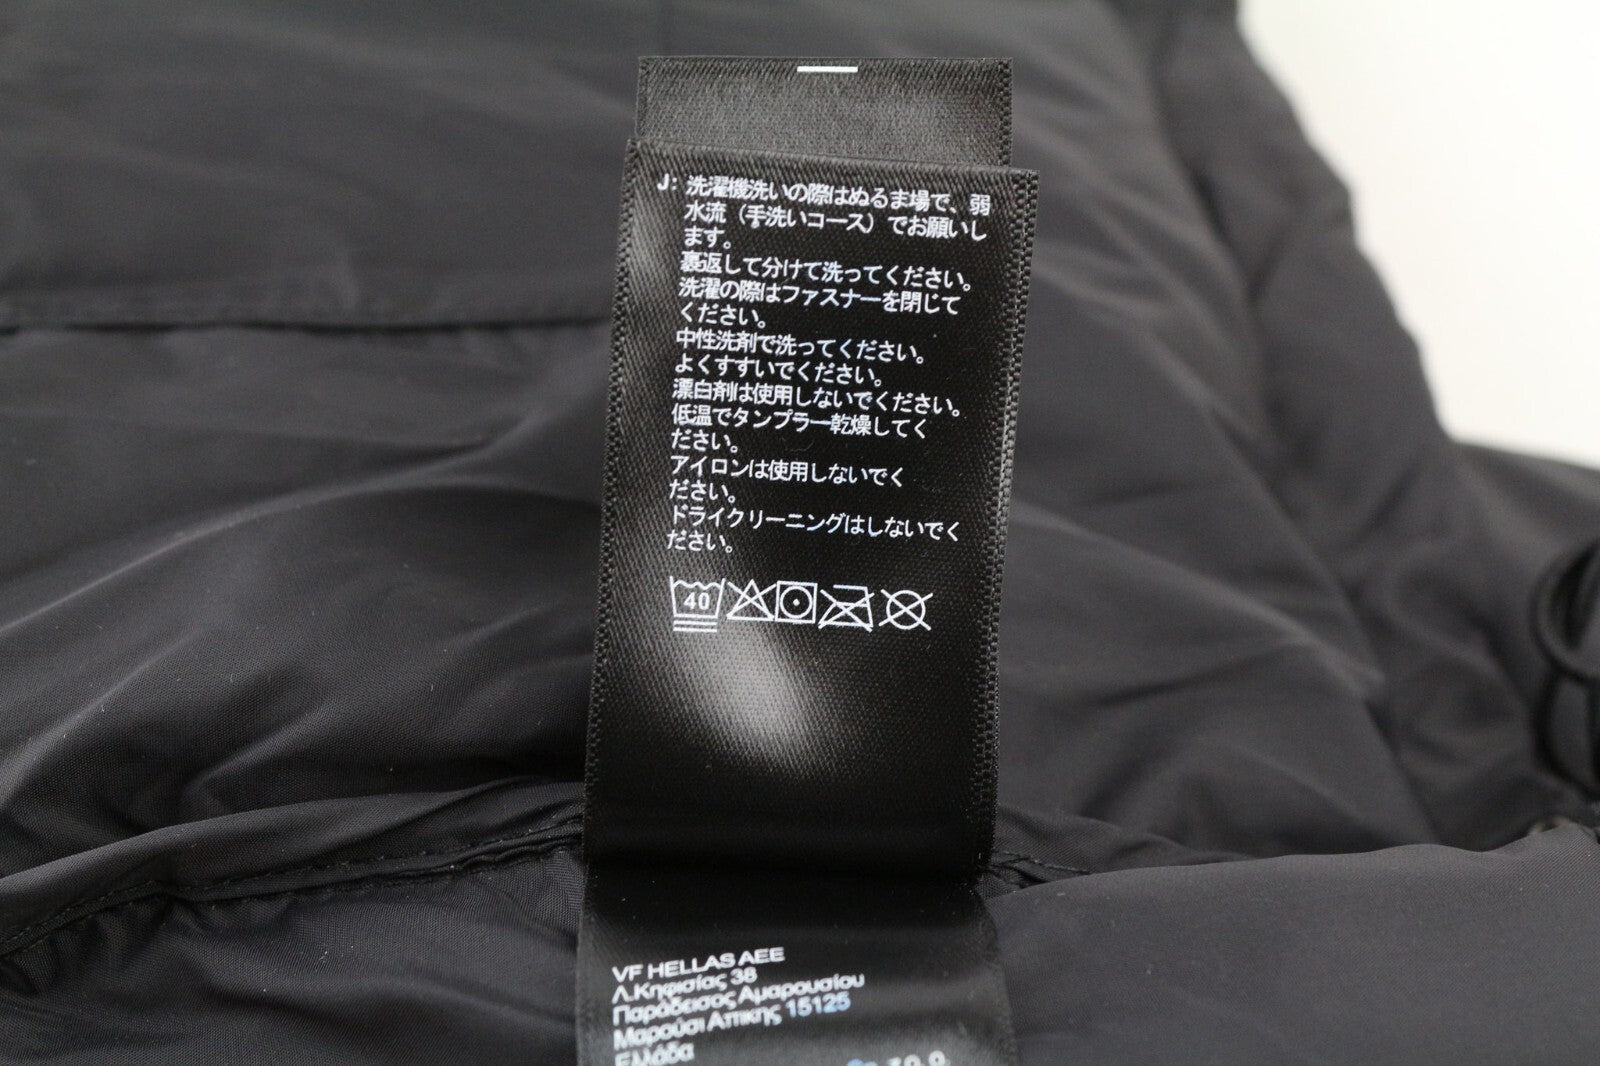 J: 洗濯機洗いの際はぬるま場で、弱
水流（手洗いコース）でお願いし
ます。
裏返して分けて洗ってください。
洗濯の際はファスナーを閉じて
ください。
中性洗剤で洗ってください。
よくすすいでください。
漂白剤は使用しないでください。
低温でタンプラー乾燥してく
ださい。
アイロンは使用しないでく
ださい。
ドライクリーニングはしないでく
ださい。
40
VF HELLAS AEE
Λ.Κηφισίας 38
Παράδεισος Αμαρουσίου
Μαρούσι Αττικής 15125
Ελλάδα